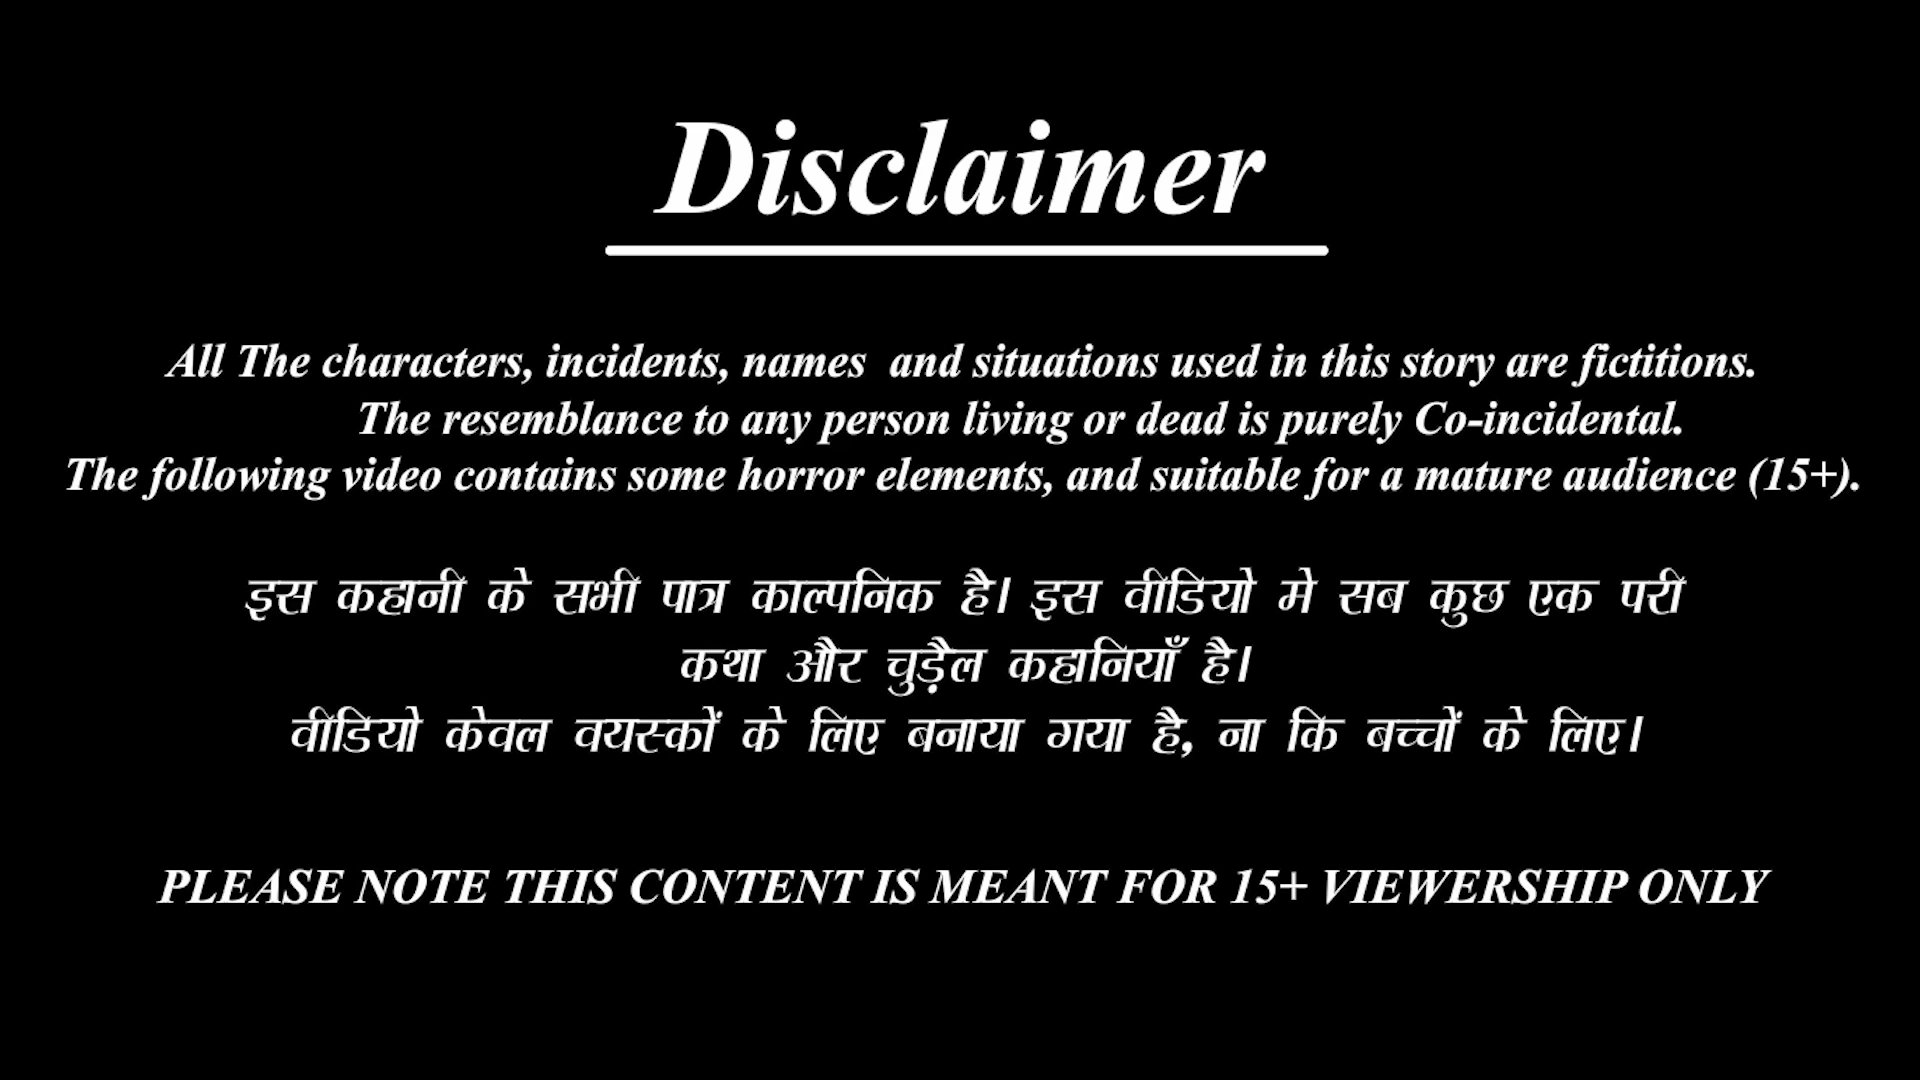 Disclaimer
All The characters, incidents, names and situations used in this story are fictitions.
The resemblance to any person living or dead is purely Co-incidental.
The following video contains some horror elements, and suitable for a mature audience (15+).
इस कहानी के सभी पात्र काल्पनिक है। इस वीडियो मे सब कुछ एक परी
कथा और चुड़ैल कहानियाँ है।
वीडियो केवल वयस्कों के लिए बनाया गया है, ना कि बच्चों के लिए।
PLEASE NOTE THIS CONTENT IS MEANT FOR 15+ VIEWERSHIP ONLY